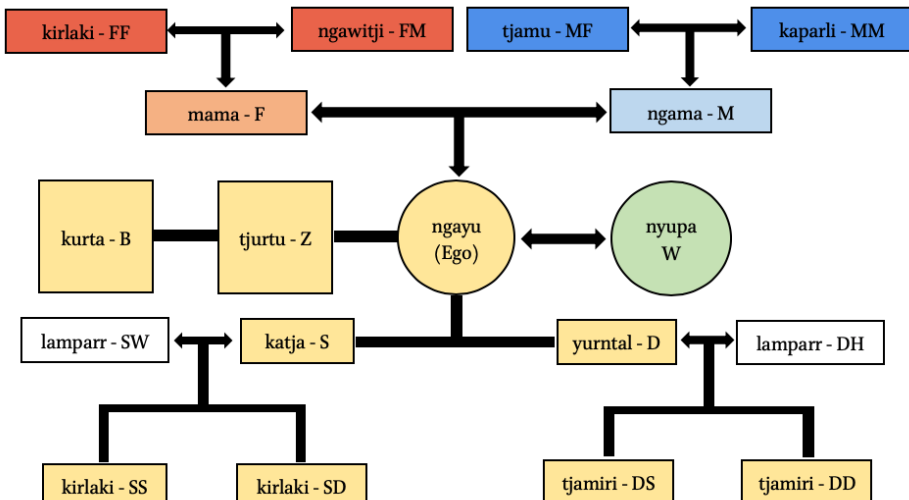 kirlaki - FF
ngawitji - FM
tjamu - MF
kaparli - MM
mama - F
ngama - M
kurta - B
tjurtu - Z
ngayu
(Ego)
nyupa
W
lamparr - SW
katja - S
yurntal - D
lamparr - DH
kirlaki - SS
kirlaki - SD
tjamiri - DS
tjamiri - DD